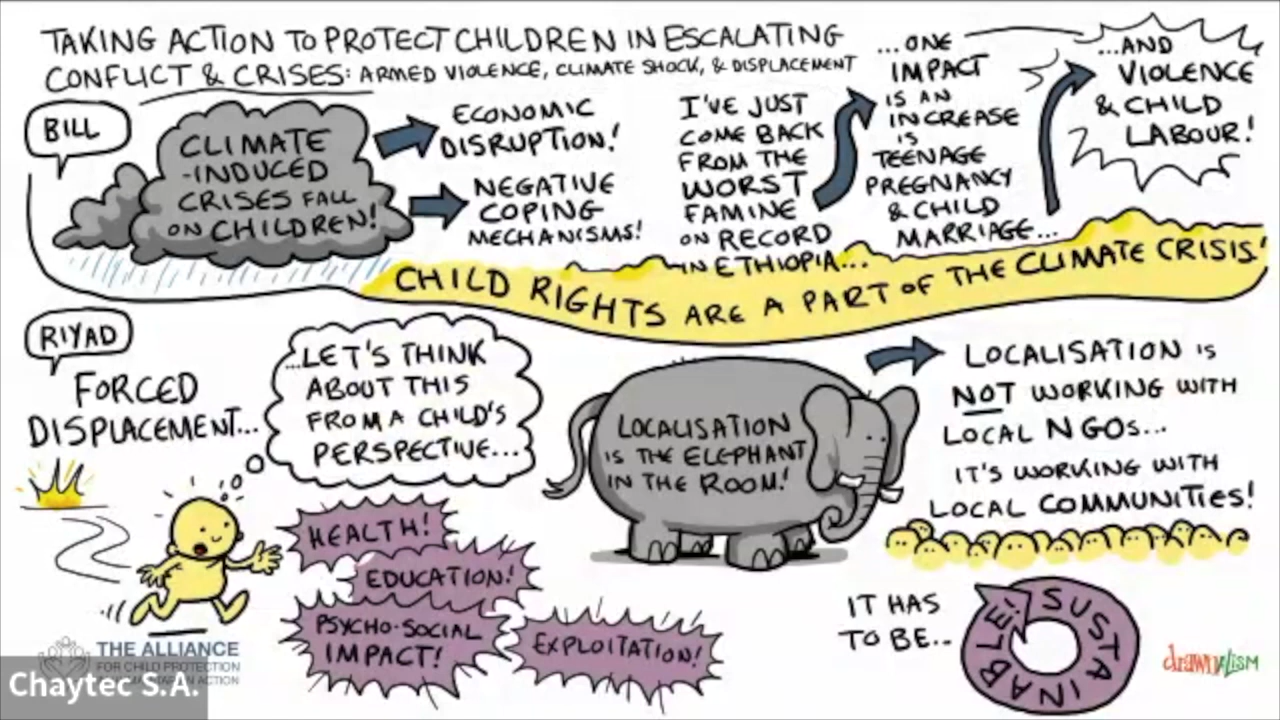 TAKING ACTION TO PROTECT CHILDREN IN ESCALATING
CONFLICT & CRISES: ARMED VIOLENCE, CLIMATE SHOCK, & DISPLACEMENT
BILL
CLIMATE
-INDUCED
CRISES FALL
ON CHILDREN!
ECONOMIC
DISRUPTION!
NEGATIVE
COPING
MECHANISMS!
I'VE JUST
COME BACK
FROM THE
WORST
FAMINE
ON RECORD
IN ETHIOPIA...
...ONE
IMPACT
IS AN
INCREASE
IS
TEENAGE
PREGNANCY
& CHILD
MARRIAGE...
...AND
VIOLENCE
& CHILD
LABOUR!
CHILD RIGHTS ARE A PART OF THE CLIMATE CRISIS!
RIYAD
FORCED
DISPLACEMENT...
...LET'S THINK
ABOUT THIS
FROM A CHILD'S
PERSPECTIVE...
HEALTH!
EDUCATION!
PSYCHO-SOCIAL
IMPACT!
EXPLOITATION!
LOCALISATION
IS THE ELEPHANT
IN THE ROOM!
LOCALISATION IS
NOT WORKING WITH
LOCAL NGOs...
IT'S WORKING WITH
LOCAL COMMUNITIES!
IT HAS
TO BE...
SUSTAINABLE!
drawnalism
THE ALLIANCE
FOR CHILD PROTECTION
IN HUMANITARIAN ACTION
Chaytec S.A.